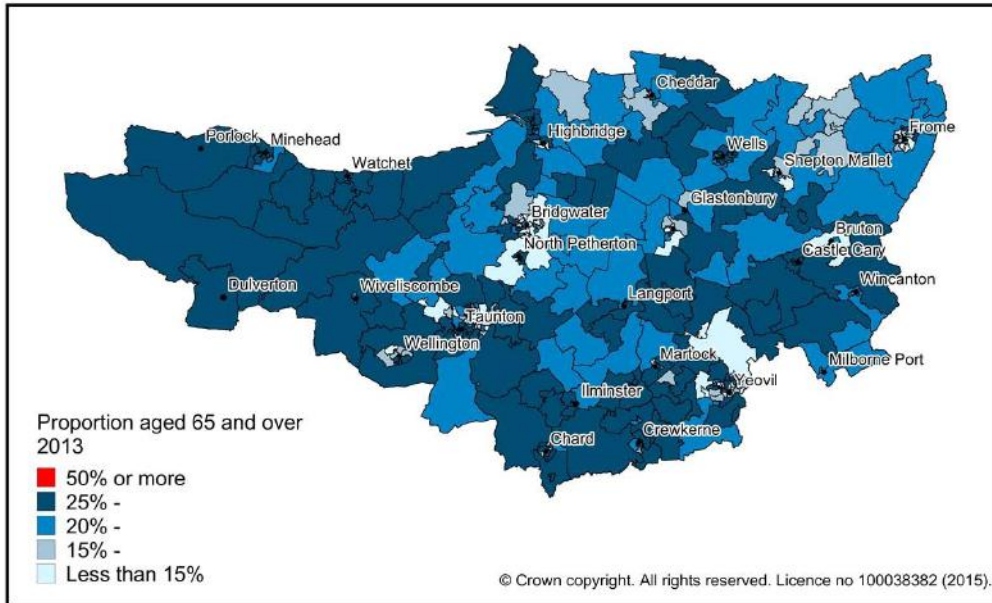 Cheddar
Highbridge
Porlock
Minehead
Frome
Wells
Watchet
Shepton Mallet
Glastonbury
Bridgwater
Bruton
North Petherton
Castle Cary
Dulverton
Wiveliscombe
Langport
Wincanton
Taunton
Wellington
Martock
Milborne Port
Yeovil
Ilminster
Chard
Crewkerne
Proportion aged 65 and over
2013
50% or more
25% -
20% -
15% -
Less than 15%
© Crown copyright. All rights reserved. Licence no 100038382 (2015).